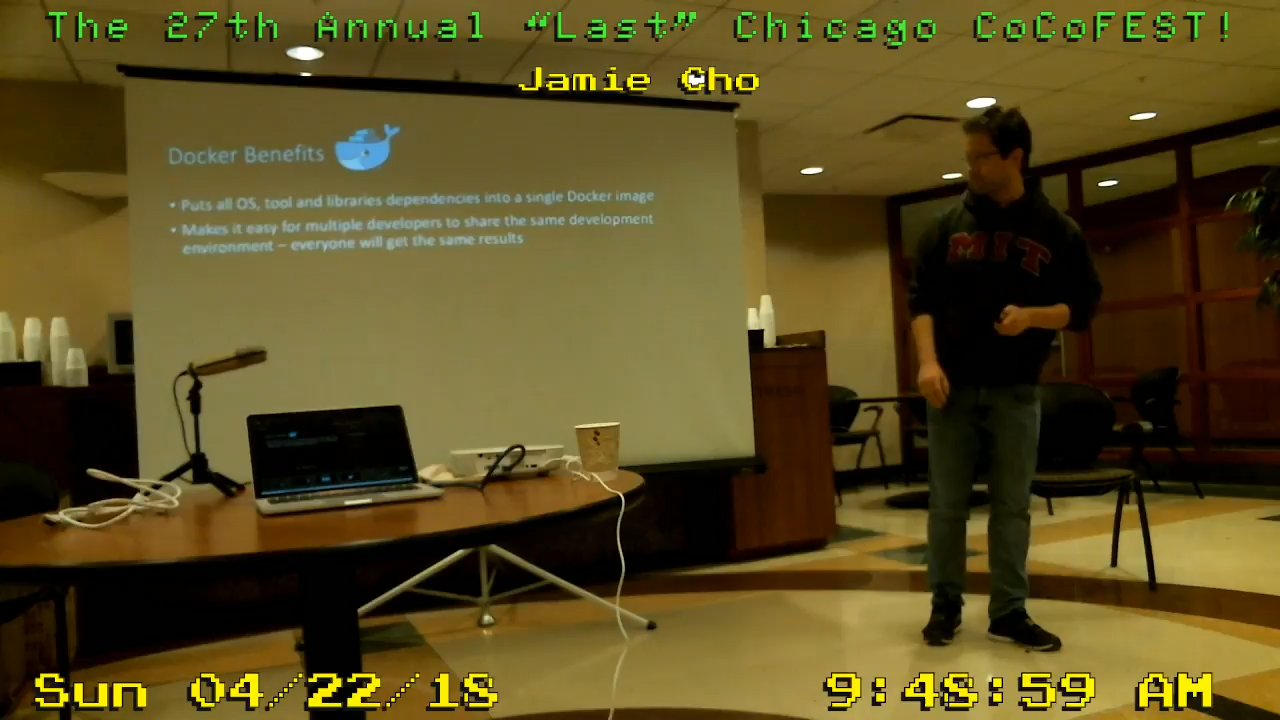 The 27th Annual “Last” Chicago CoCoFEST!
Jamie Cho
Docker Benefits
• Puts all OS, tool and libraries dependencies into a single Docker image
• Makes it easy for multiple developers to share the same development
environment – everyone will get the same results
MIT
Sun 04/22/18
9:48:59 AM